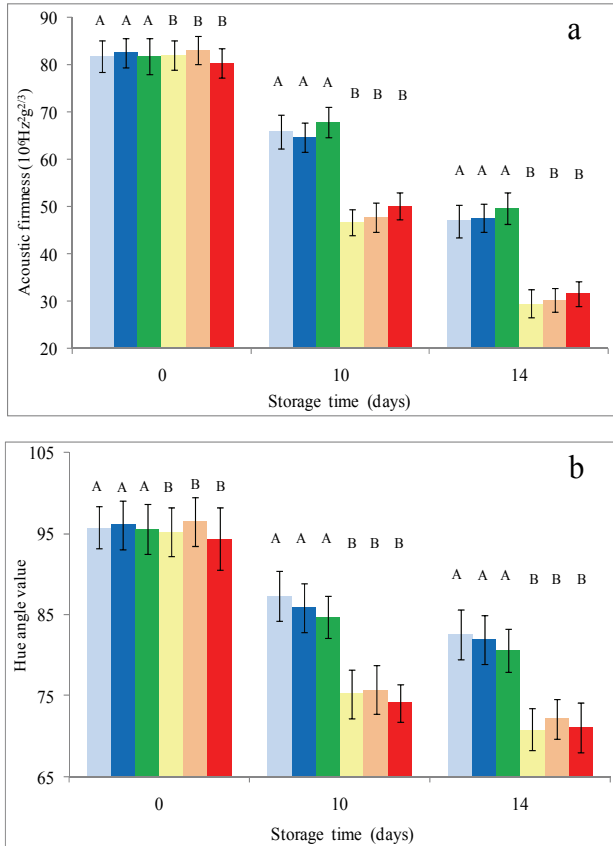 a
90
80
70
60
50
40
30
20
Acoustic firmness (10⁶Hz²g²/³)
A A A B B B
A A A B B B
A A A B B B
0 10 14
Storage time (days)
b
105
95
85
75
65
Hue angle value
A A A B B B
A A A B B B
A A A B B B
0 10 14
Storage time (days)